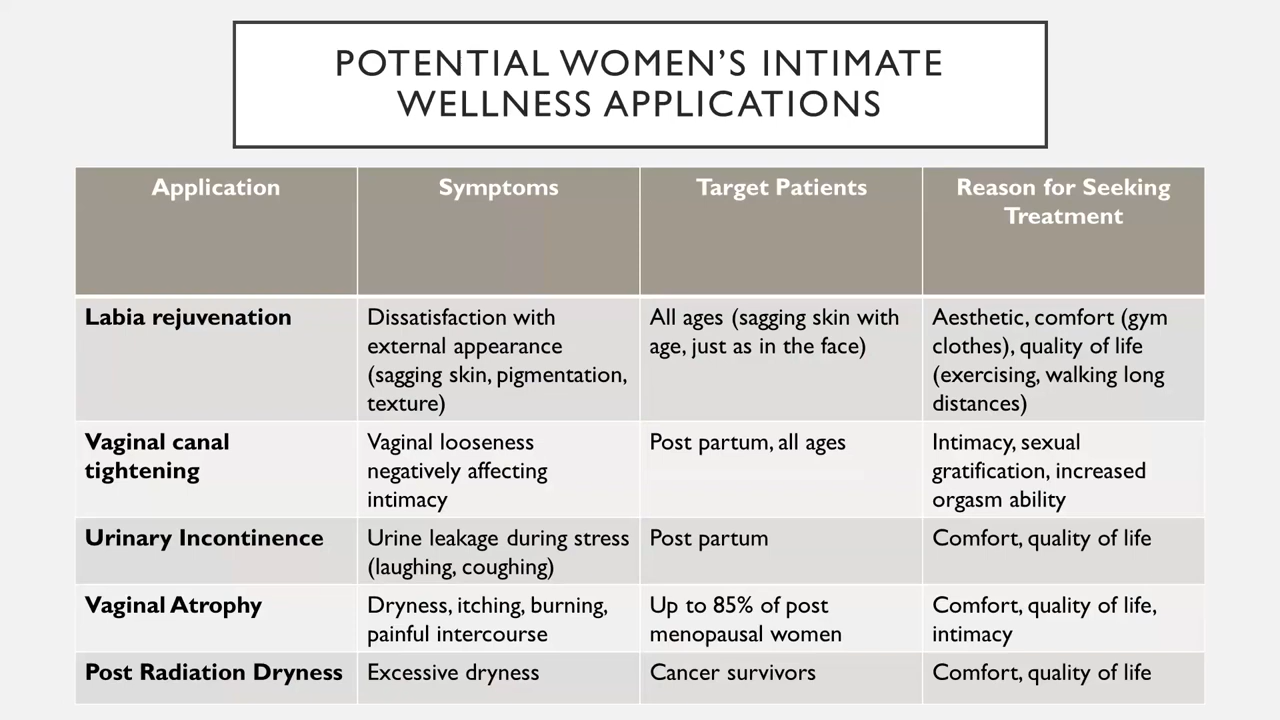 POTENTIAL WOMEN'S INTIMATE
WELLNESS APPLICATIONS
Application
Symptoms
Target Patients
Reason for Seeking
Treatment
Labia rejuvenation
Dissatisfaction with
external appearance
(sagging skin, pigmentation,
texture)
All ages (sagging skin with
age, just as in the face)
Aesthetic, comfort (gym
clothes), quality of life
(exercising, walking long
distances)
Vaginal canal
tightening
Vaginal looseness
negatively affecting
intimacy
Post partum, all ages
Intimacy, sexual
gratification, increased
orgasm ability
Urinary Incontinence
Urine leakage during stress
(laughing, coughing)
Post partum
Comfort, quality of life
Vaginal Atrophy
Dryness, itching, burning,
painful intercourse
Up to 85% of post
menopausal women
Comfort, quality of life,
intimacy
Post Radiation Dryness
Excessive dryness
Cancer survivors
Comfort, quality of life